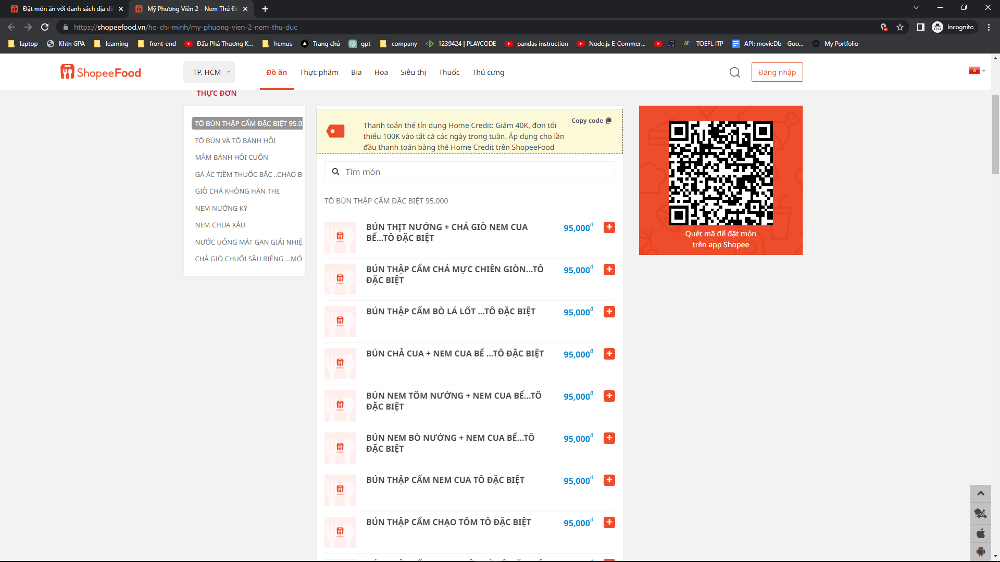 Đặt món ăn với danh sách địa điể
Mỹ Phương Viên 2 - Nem Thủ Đứ
https://shopeefood.vn/ho-chi-minh/my-phuong-vien-2-nem-thu-duc
Incognito
laptop
Khtn GPA
learning
front-end
Đấu Phá Thương K...
hcmus
Trang chủ
gpt
company
1239424 | PLAYCODE
pandas instruction
Node.js E-Commer...
TOEFL ITP
API: movieDb - Goo...
My Portfolio
ShopeeFood
TP. HCM
Đồ ăn
Thực phẩm
Bia
Hoa
Siêu thị
Thuốc
Thú cưng
Đăng nhập
THỰC ĐƠN
TÔ BÚN THẬP CẨM ĐẶC BIỆT 95.0
TÔ BÚN VÀ TÔ BÁNH HỎI
MÂM BÁNH HỎI CUỐN
GÀ ÁC TIỀM THUỐC BẮC ..CHÁO B
GIÒ CHẢ KHÔNG HÀN THE
NEM NƯỚNG KÝ
NEM CHUA XÂU
NƯỚC UỐNG MÁT GAN GIẢI NHIỆ
CHẢ GIÒ CHUỐI SẦU RIÊNG ...MÓ
Thanh toán thẻ tín dụng Home Credit: Giảm 40K, đơn tối
thiểu 100K vào tất cả các ngày trong tuần. Áp dụng cho lần
đầu thanh toán bằng thẻ Home Credit trên ShopeeFood
Copy code
Tìm món
TÔ BÚN THẬP CẨM ĐẶC BIỆT 95.000
BÚN THỊT NƯỚNG + CHẢ GIÒ NEM CUA
BỂ...TÔ ĐẶC BIỆT
95,000đ
BÚN THẬP CẨM CHẢ MỰC CHIÊN GIÒN...TÔ
ĐẶC BIỆT
95,000đ
BÚN THẬP CẨM BÒ LÁ LỐT ...TÔ ĐẶC BIỆT
95,000đ
BÚN CHẢ CUA + NEM CUA BỂ ...TÔ ĐẶC BIỆT
95,000đ
BÚN NEM TÔM NƯỚNG + NEM CUA BỂ...TÔ
ĐẶC BIỆT
95,000đ
BÚN NEM BÒ NƯỚNG + NEM CUA BỂ...TÔ
ĐẶC BIỆT
95,000đ
BÚN THẬP CẨM NEM CUA TÔ ĐẶC BIỆT
95,000đ
BÚN THẬP CẨM CHẠO TÔM TÔ ĐẶC BIỆT
95,000đ
Quét mã để đặt món
trên app Shopee